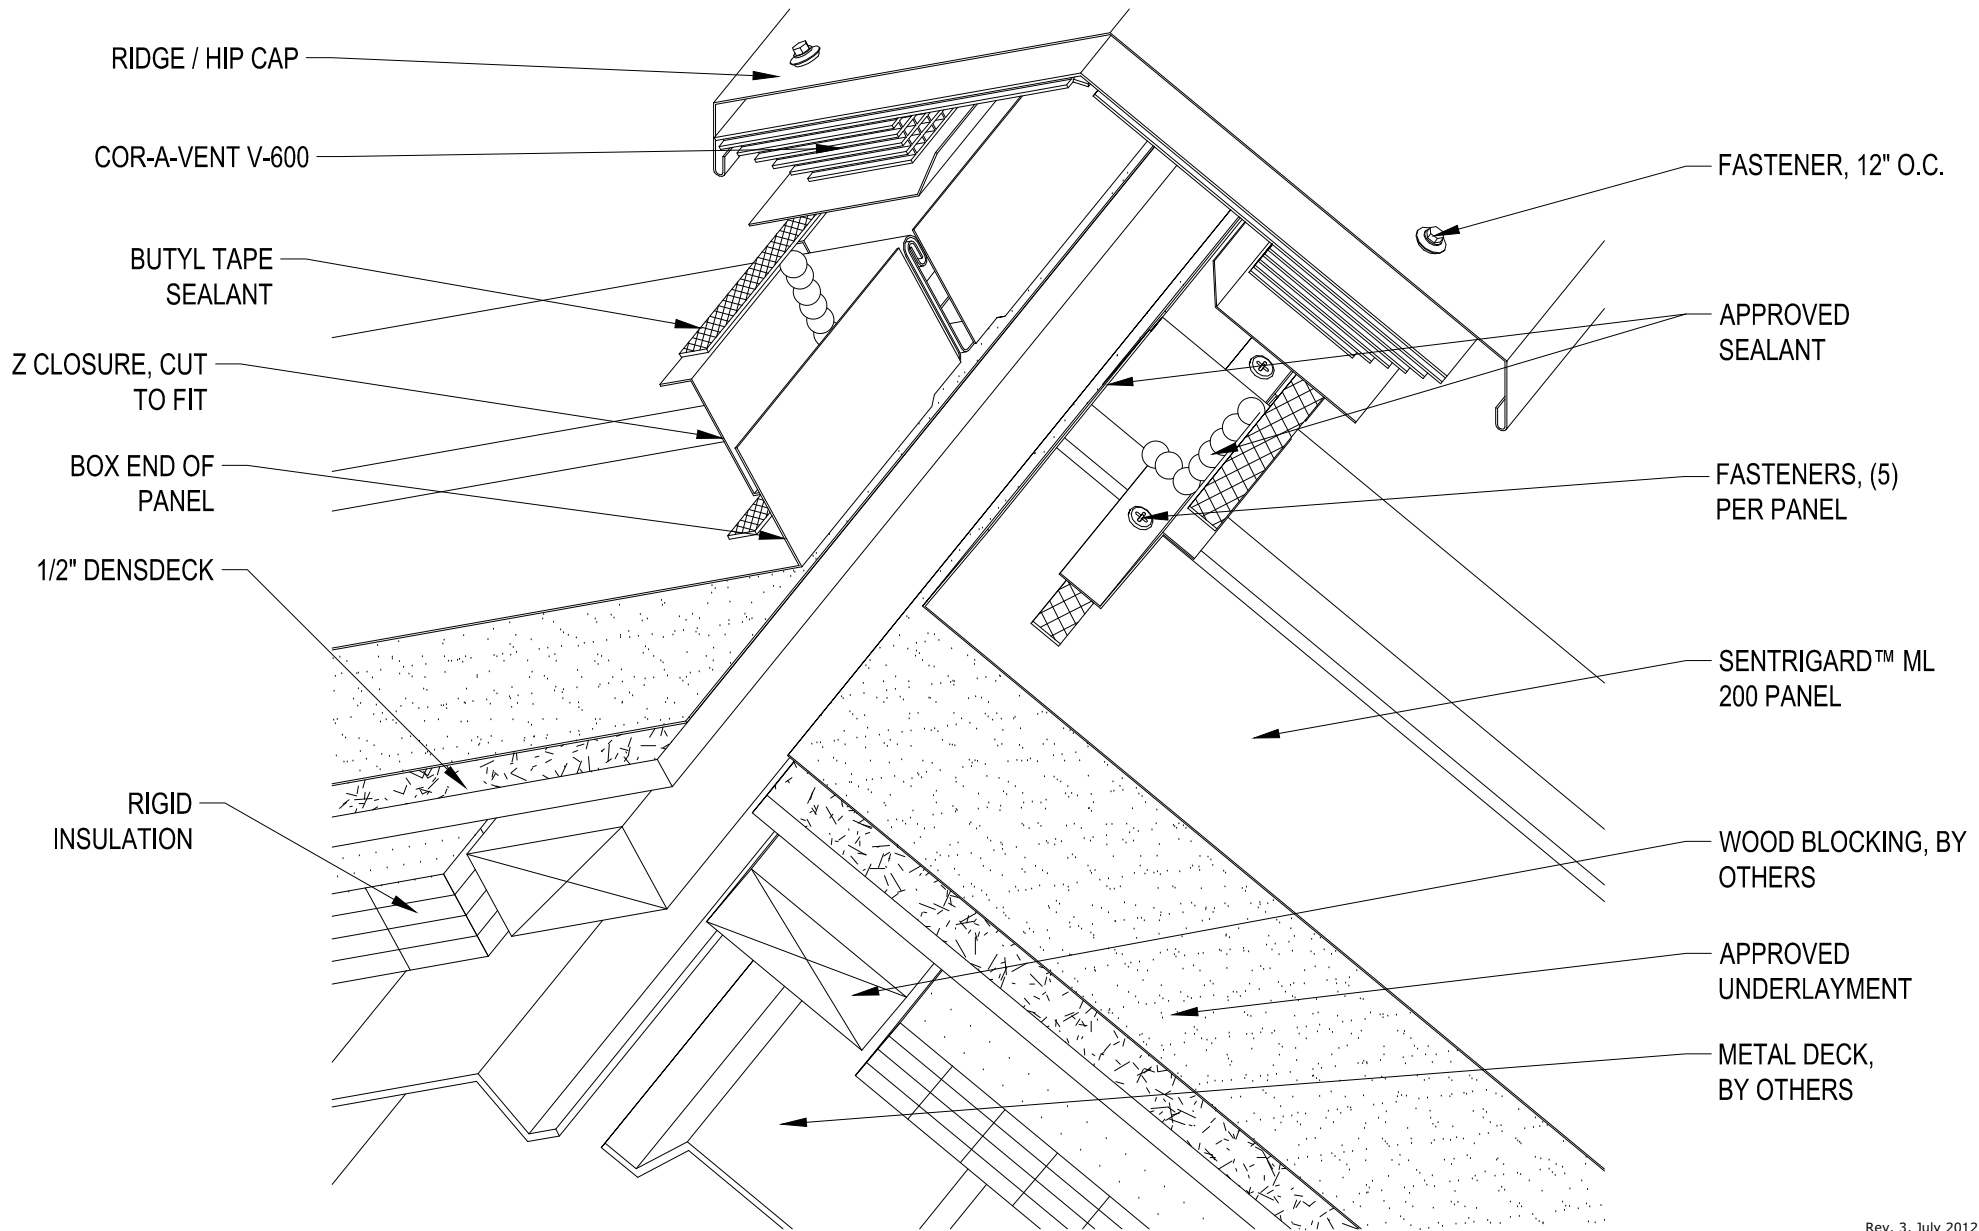 RIDGE / HIP CAP
COR-A-VENT V-600
BUTYL TAPE
SEALANT
Z CLOSURE, CUT
TO FIT
BOX END OF
PANEL
1/2" DENSDECK
RIGID
INSULATION
FASTENER, 12" O.C.
APPROVED
SEALANT
FASTENERS, (5)
PER PANEL
SENTRIGARD™ ML
200 PANEL
WOOD BLOCKING, BY
OTHERS
APPROVED
UNDERLAYMENT
METAL DECK,
BY OTHERS
Rev. 3, July 2012